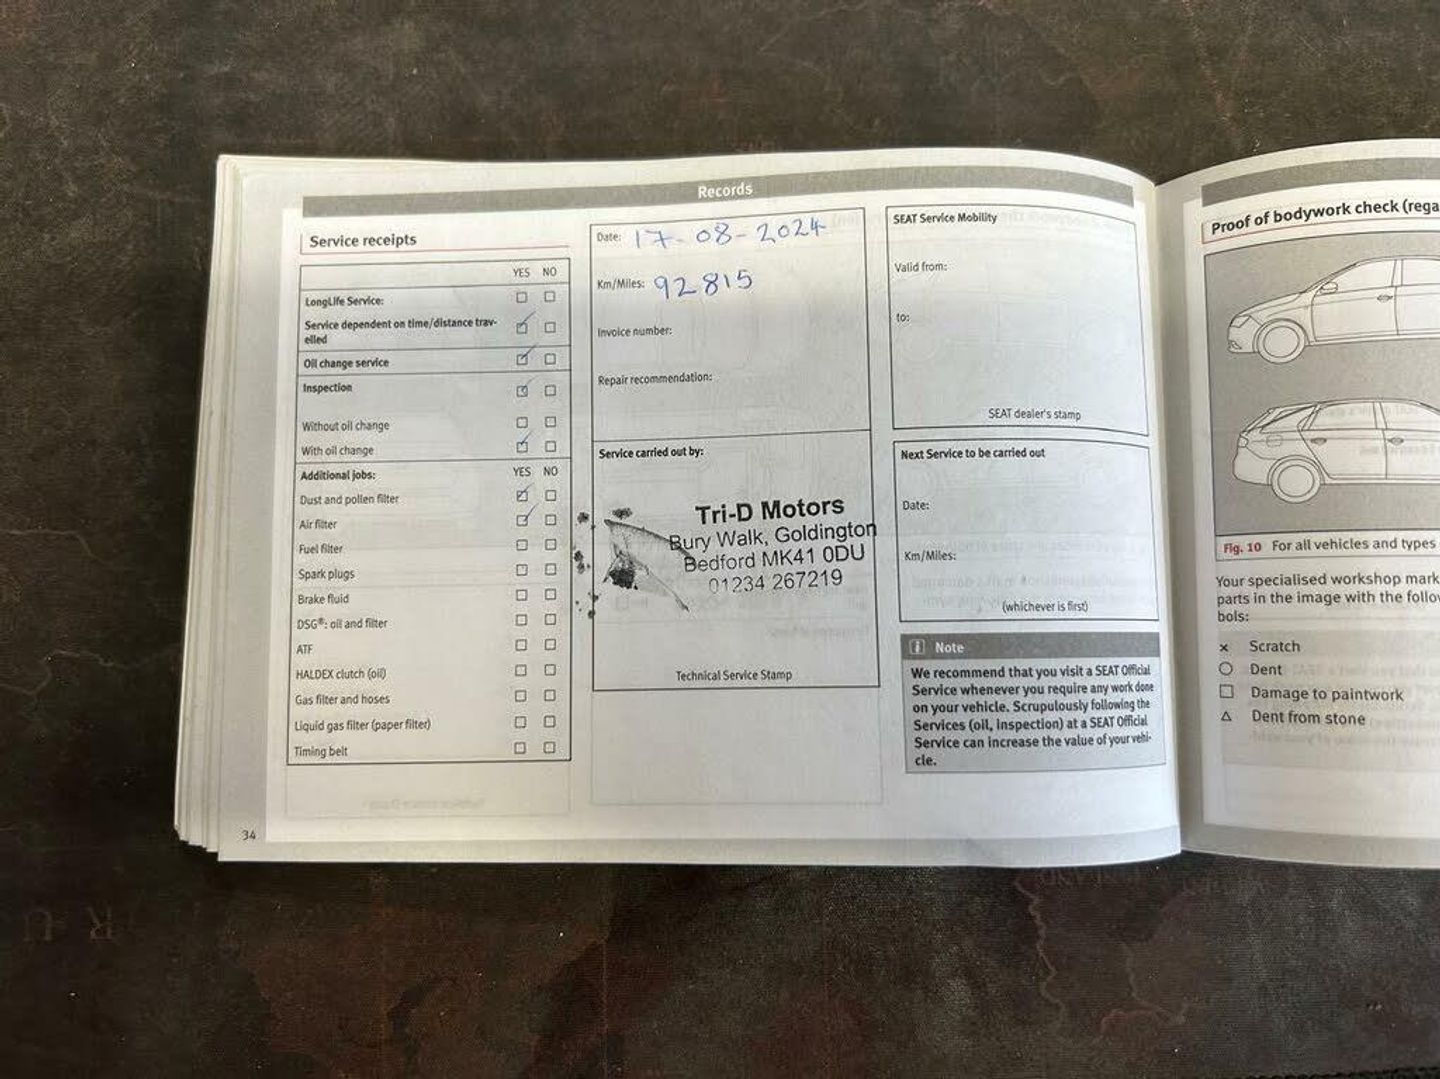 Records
Service receipts
YES NO
LongLife Service:
Service dependent on time/distance trav-
elled
Oil change service
Inspection
Without oil change
With oil change
Additional jobs: YES NO
Dust and pollen filter
Air filter
Fuel filter
Spark plugs
Brake fluid
DSG®: oil and filter
ATF
HALDEX clutch (oil)
Gas filter and hoses
Liquid gas filter (paper filter)
Timing belt
34
Date: 17-08-2024
Km/Miles: 92815
Invoice number:
Repair recommendation:
Service carried out by:
Tri-D Motors
Bury Walk, Goldington
Bedford MK41 0DU
01234 267219
Technical Service Stamp
SEAT Service Mobility
Valid from:
to:
SEAT dealer's stamp
Next Service to be carried out
Date:
Km/Miles:
(whichever is first)
Note
We recommend that you visit a SEAT Official
Service whenever you require any work done
on your vehicle. Scrupulously following the
Services (oil, inspection) at a SEAT Official
Service can increase the value of your vehi-
cle.
Proof of bodywork check (rega
Fig. 10 For all vehicles and types
Your specialised workshop mark
parts in the image with the follo
bols:
× Scratch
○ Dent
□ Damage to paintwork
△ Dent from stone